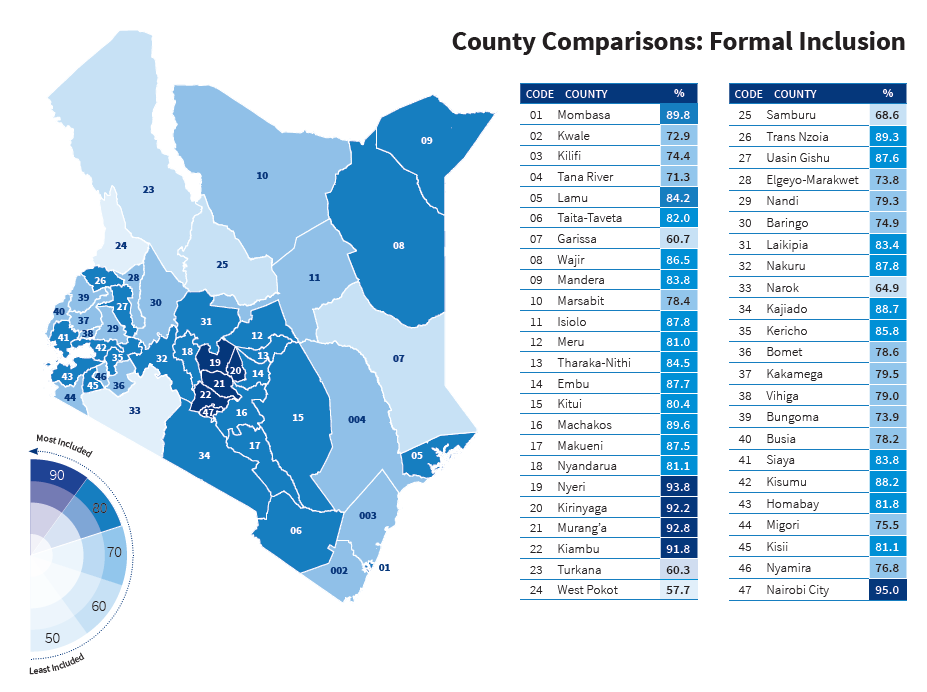 County Comparisons: Formal Inclusion
CODE COUNTY %
01 Mombasa 89.8
02 Kwale 72.9
03 Kilifi 74.4
04 Tana River 71.3
05 Lamu 84.2
06 Taita-Taveta 82.0
07 Garissa 60.7
08 Wajir 86.5
09 Mandera 83.8
10 Marsabit 78.4
11 Isiolo 87.8
12 Meru 81.0
13 Tharaka-Nithi 84.5
14 Embu 87.7
15 Kitui 80.4
16 Machakos 89.6
17 Makueni 87.5
18 Nyandarua 81.1
19 Nyeri 93.8
20 Kirinyaga 92.2
21 Murang’a 92.8
22 Kiambu 91.8
23 Turkana 60.3
24 West Pokot 57.7
CODE COUNTY %
25 Samburu 68.6
26 Trans Nzoia 89.3
27 Uasin Gishu 87.6
28 Elgeyo-Marakwet 73.8
29 Nandi 79.3
30 Baringo 74.9
31 Laikipia 83.4
32 Nakuru 87.8
33 Narok 64.9
34 Kajiado 88.7
35 Kericho 85.8
36 Bomet 78.6
37 Kakamega 79.5
38 Vihiga 79.0
39 Bungoma 73.9
40 Busia 78.2
41 Siaya 83.8
42 Kisumu 88.2
43 Homabay 81.8
44 Migori 75.5
45 Kisii 81.1
46 Nyamira 76.8
47 Nairobi City 95.0
09
10
23
24
08
25
11
26
28
39
30
27
40
37
31
38
29
41
12
42
18
35
32
13
07
19
20
14
43
46
21
45
36
22
44
47
33
16
15
004
17
34
05
003
06
01
002
Most Included
90
80
70
60
50
Least Included